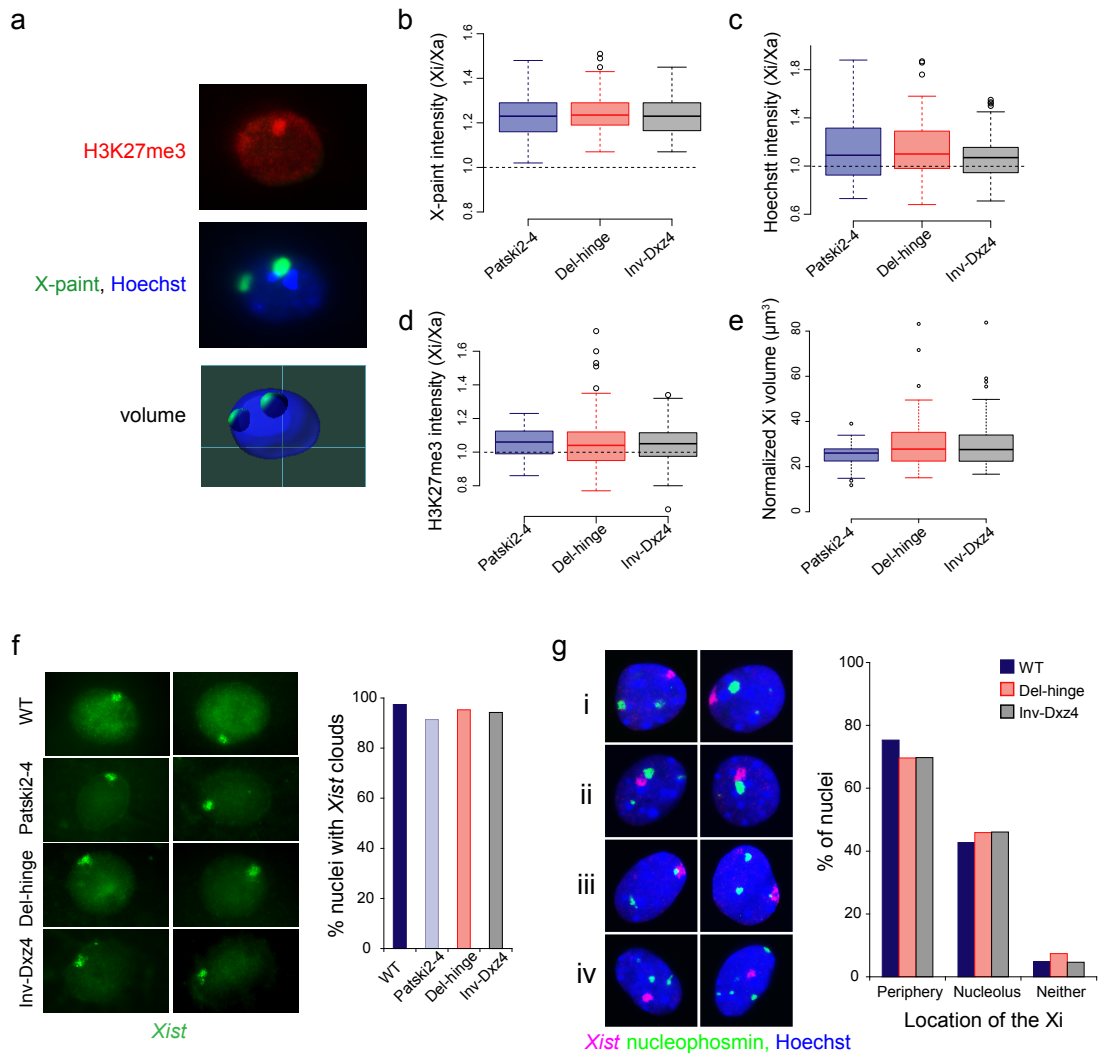 a
H3K27me3
X-paint, Hoechst
volume
b
X-paint intensity (Xi/Xa)
1.6
1.4
1.2
1.0
0.8
Patski2-4
Del-hinge
Inv-Dxz4
c
Hoechstt intensity (Xi/Xa)
1.8
1.4
1.0
0.6
Patski2-4
Del-hinge
Inv-Dxz4
d
H3K27me3 intensity (Xi/Xa)
1.6
1.4
1.2
1.0
0.8
Patski2-4
Del-hinge
Inv-Dxz4
e
Normalized Xi volume (µm³)
80
60
40
20
0
Patski2-4
Del-hinge
Inv-Dxz4
f
WT
Patski2-4
Del-hinge
Inv-Dxz4
Xist
% nuclei with Xist clouds
100
80
60
40
20
0
WT
Patski2-4
Del-hinge
Inv-Dxz4
g
i
ii
iii
iv
Xist nucleophosmin, Hoechst
% of nuclei
100
80
60
40
20
0
WT
Del-hinge
Inv-Dxz4
Periphery Nucleolus Neither
Location of the Xi